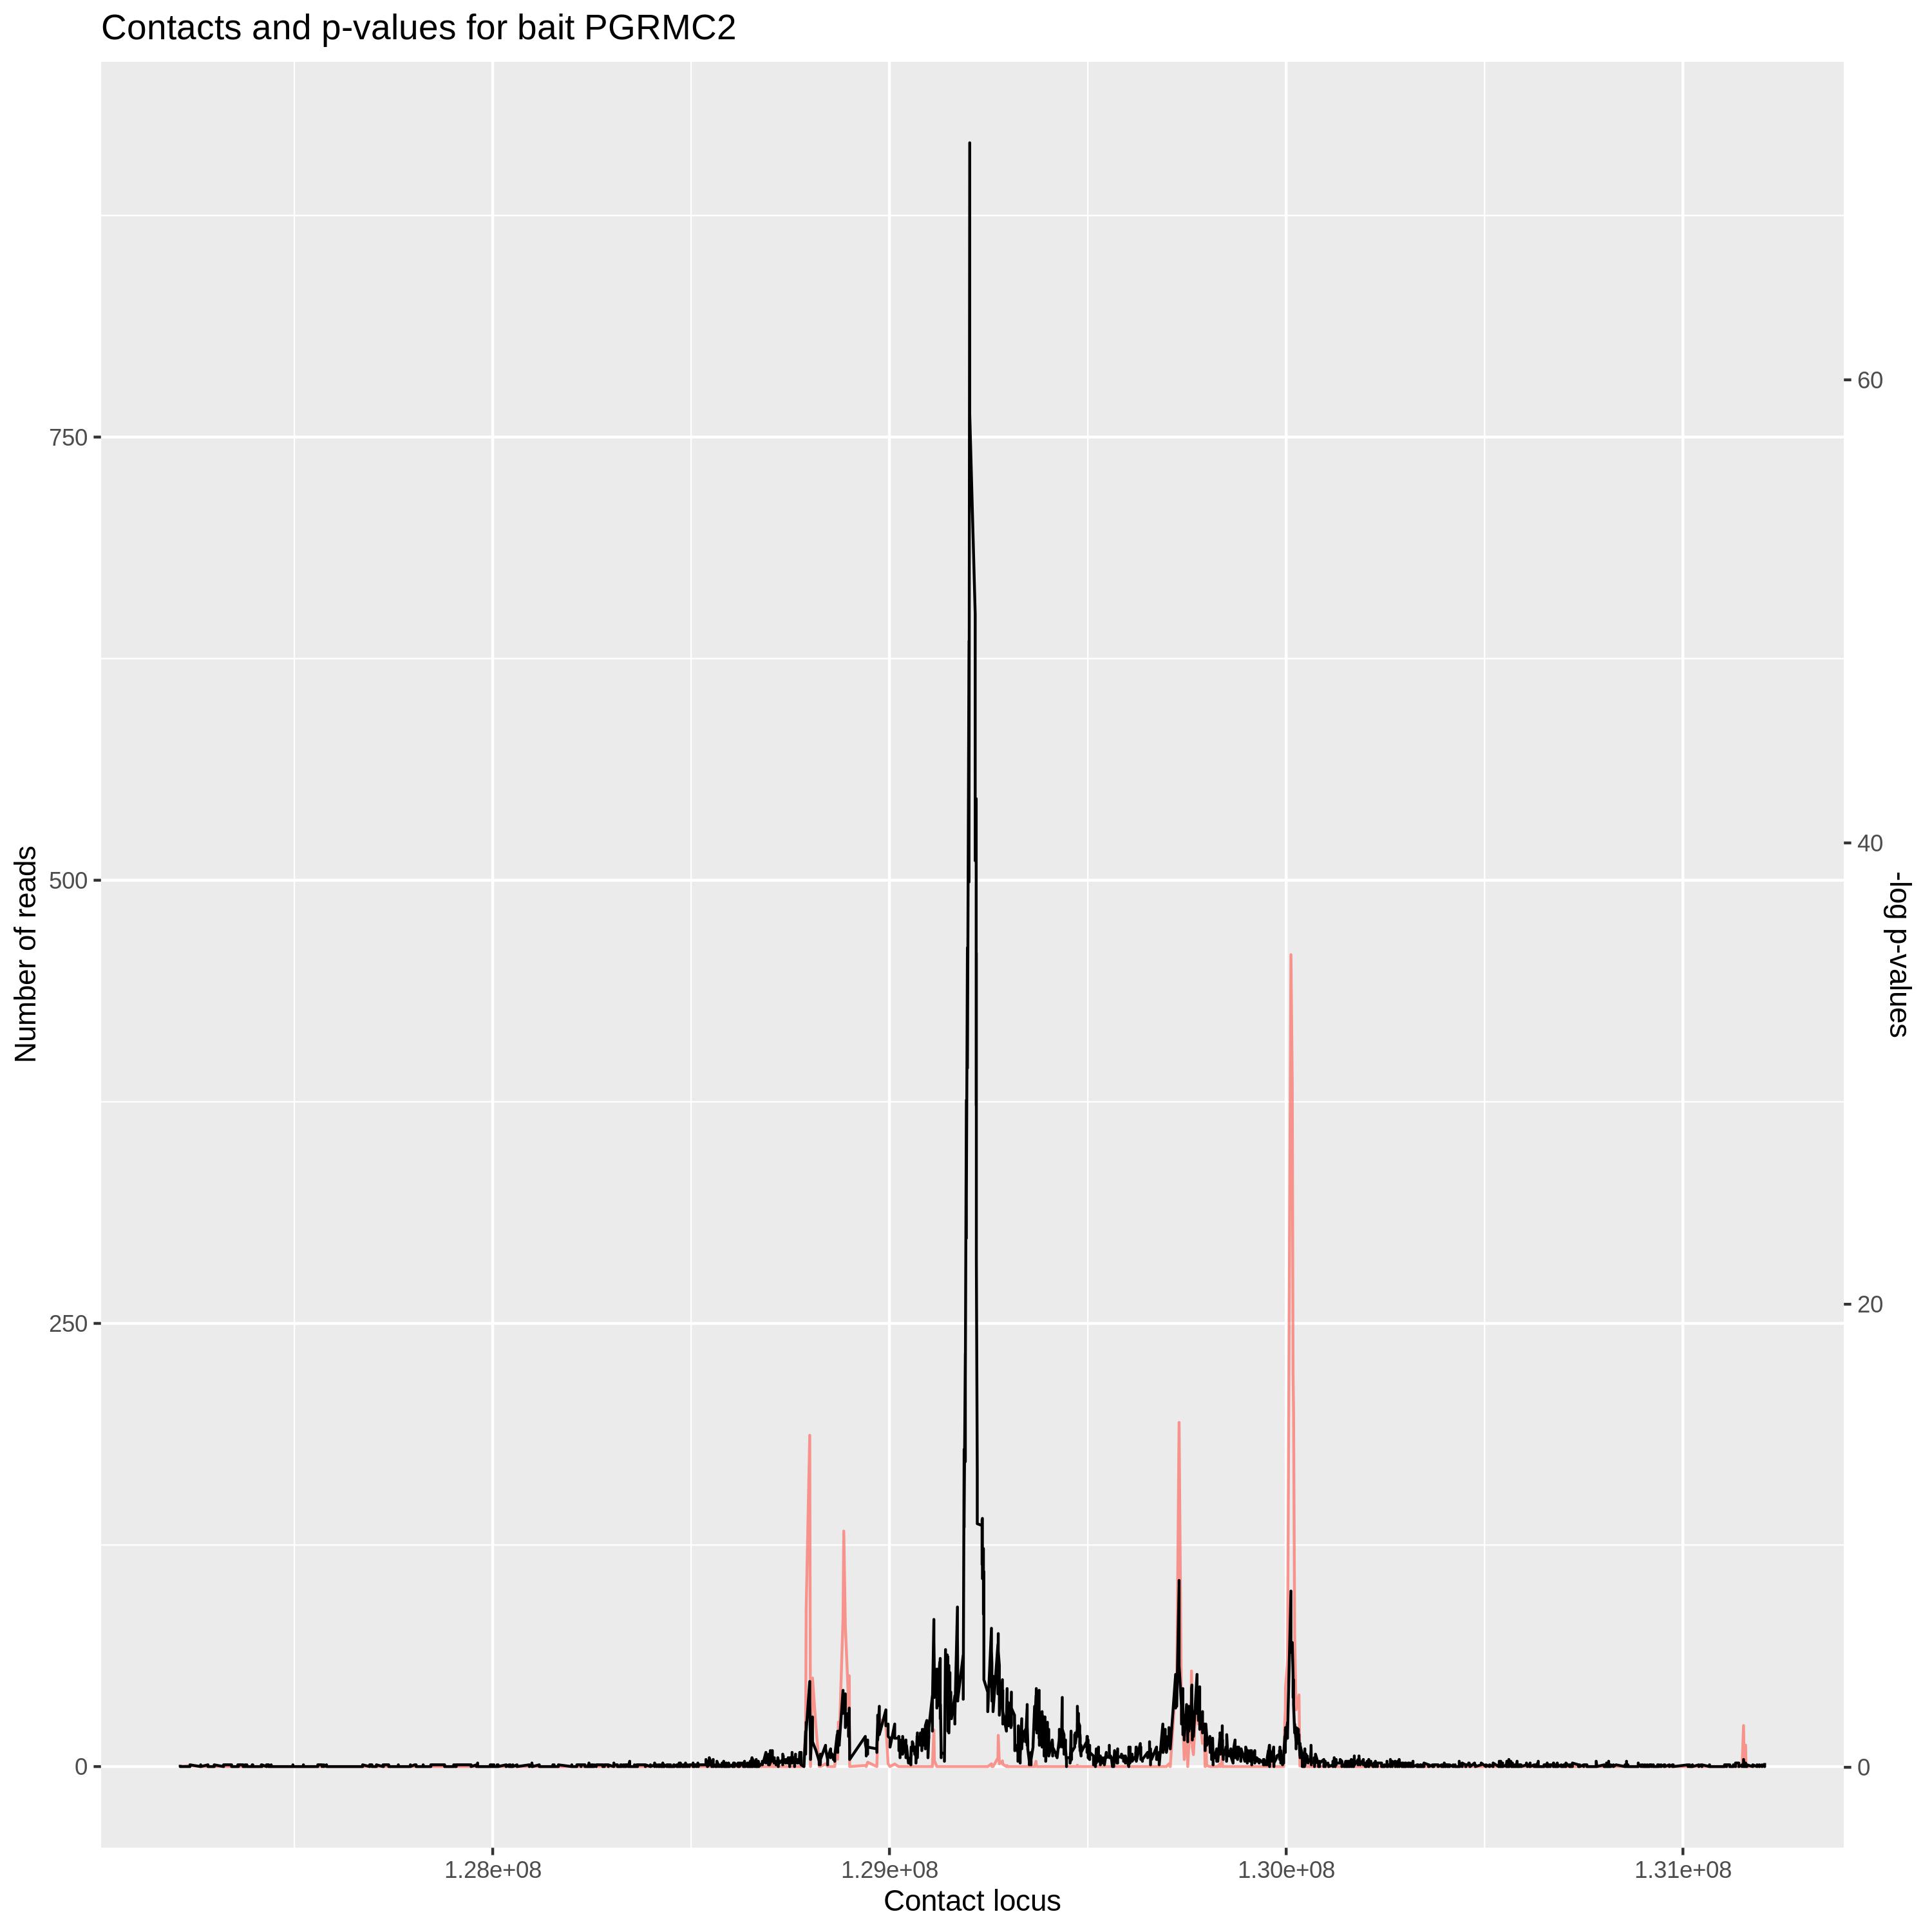 Contacts and p-values for bait PGRMC2
750
500
250
0
Number of reads
60
40
20
0
-log p-values
1.28e+08
1.29e+08
1.30e+08
1.31e+08
Contact locus